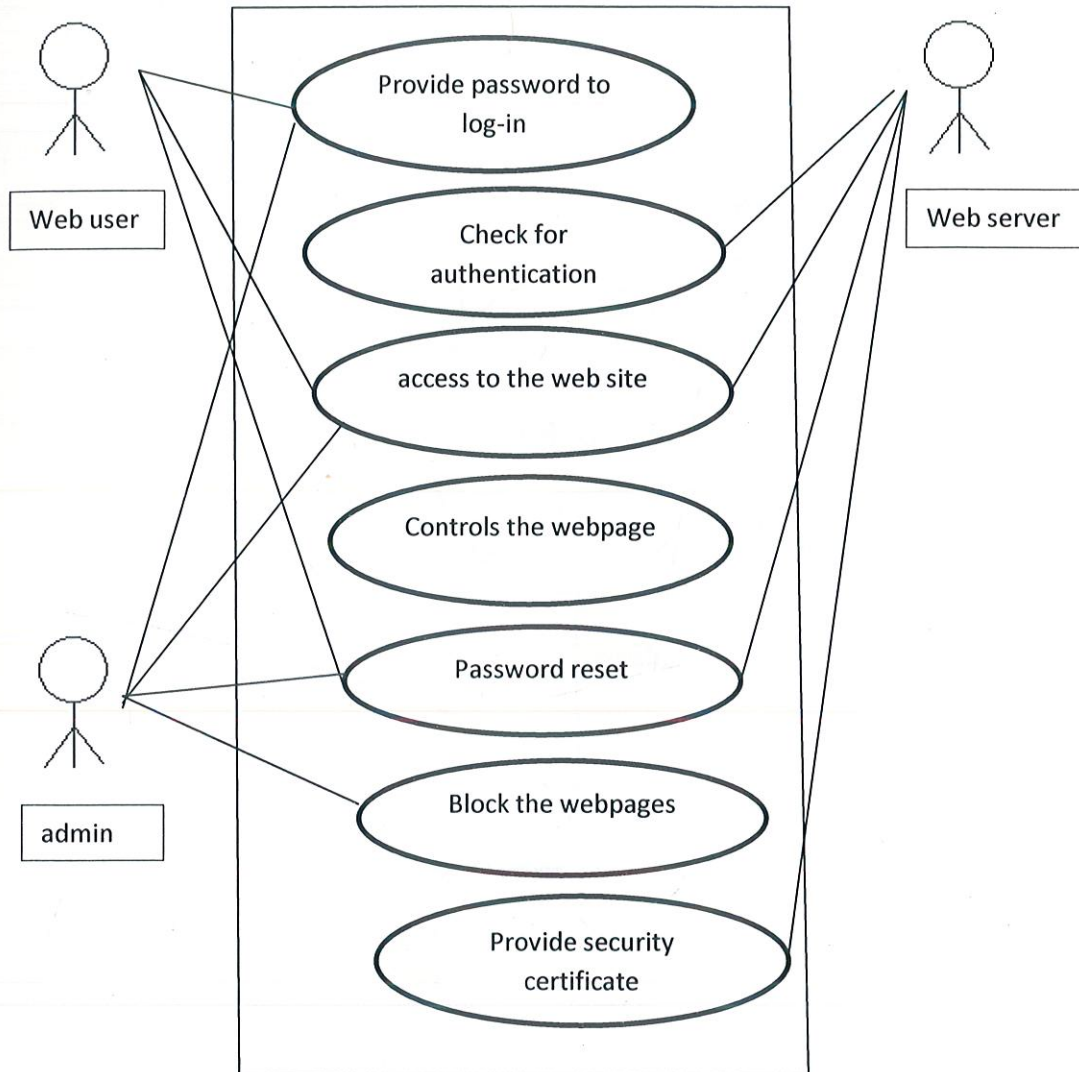 Provide password to
log-in
Web user
Web server
Check for
authentication
access to the web site
Controls the webpage
Password reset
Block the webpages
admin
Provide security
certificate